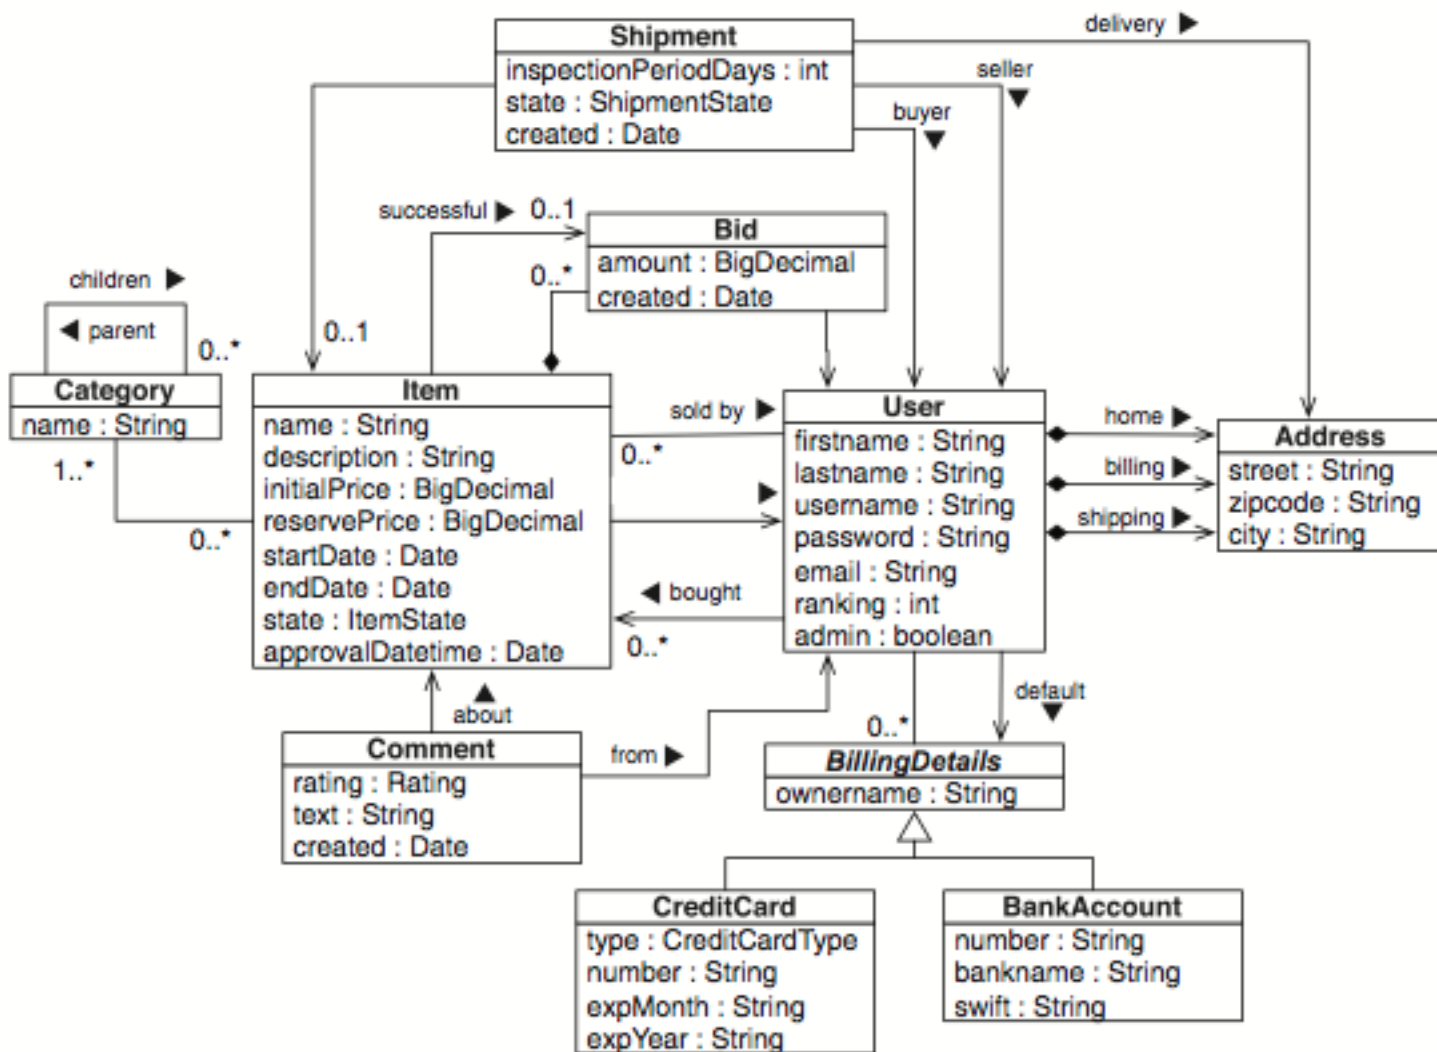 Shipment
inspectionPeriodDays : int
state : ShipmentState
created : Date
delivery ▶
seller
▼
buyer
▼
successful ▶ 0..1
Bid
amount : BigDecimal
created : Date
0..*
children ▶
◀ parent
0..*
0..1
Category
name : String
1..*
0..*
Item
name : String
description : String
initialPrice : BigDecimal
reservePrice : BigDecimal
startDate : Date
endDate : Date
state : ItemState
approvalDatetime : Date
sold by ▶
0..*
▶
◀ bought
0..*
User
firstname : String
lastname : String
username : String
password : String
email : String
ranking : int
admin : boolean
home ▶
billing ▶
shipping ▶
Address
street : String
zipcode : String
city : String
▲
about
Comment
rating : Rating
text : String
created : Date
from ▶
0..*
default
▼
BillingDetails
ownername : String
CreditCard
type : CreditCardType
number : String
expMonth : String
expYear : String
BankAccount
number : String
bankname : String
swift : String